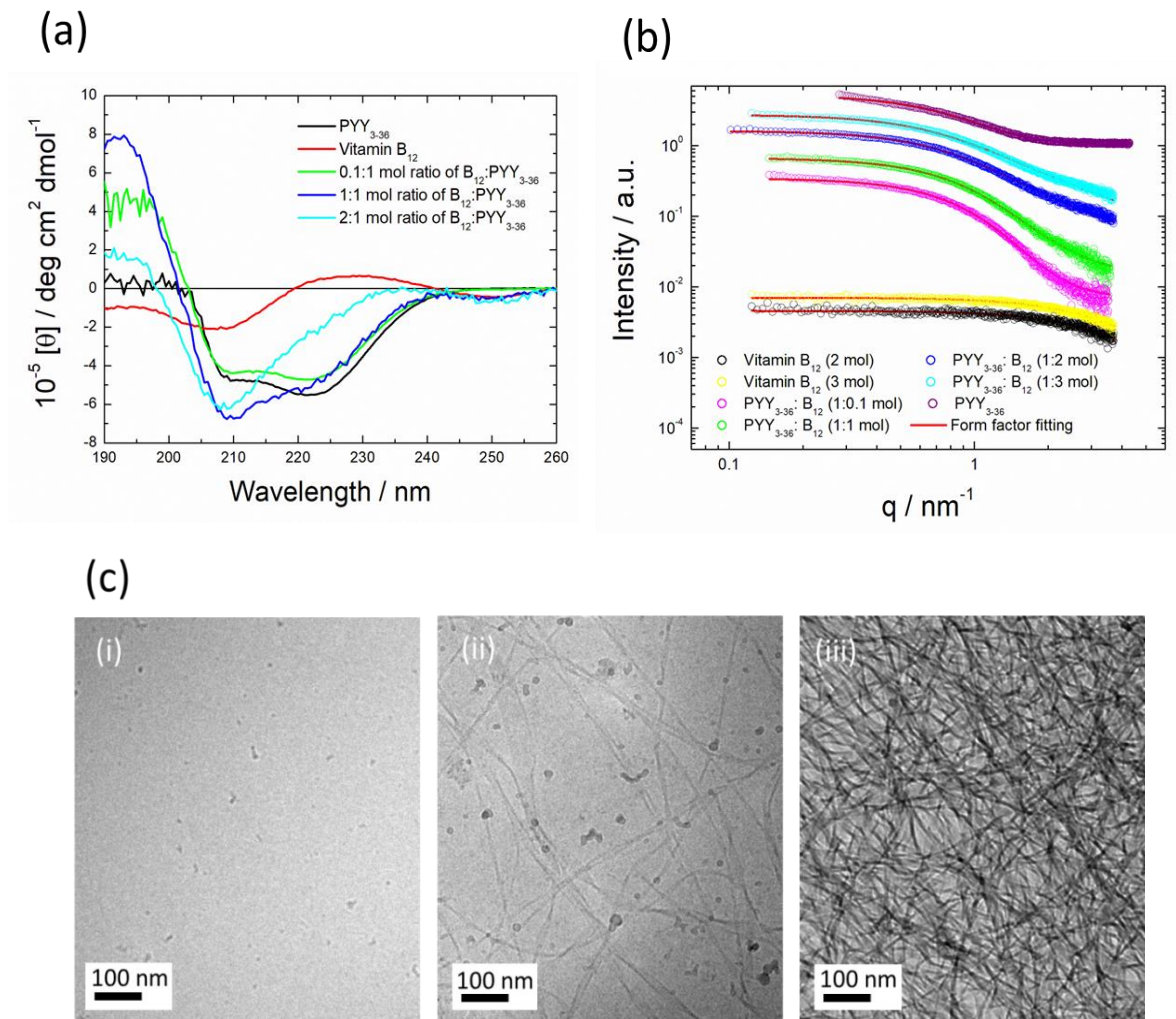 (a)
10⁻⁵ [θ] / deg cm² dmol⁻¹
10
8
6
4
2
0
-2
-4
-6
-8
PYY₃₋₃₆
Vitamin B₁₂
0.1:1 mol ratio of B₁₂:PYY₃₋₃₆
1:1 mol ratio of B₁₂:PYY₃₋₃₆
2:1 mol ratio of B₁₂:PYY₃₋₃₆
190 200 210 220 230 240 250 260
Wavelength / nm
(b)
Intensity / a.u.
10⁰
10⁻¹
10⁻²
10⁻³
10⁻⁴
Vitamin B₁₂ (2 mol)
Vitamin B₁₂ (3 mol)
PYY₃₋₃₆: B₁₂ (1:0.1 mol)
PYY₃₋₃₆: B₁₂ (1:1 mol)
PYY₃₋₃₆: B₁₂ (1:2 mol)
PYY₃₋₃₆: B₁₂ (1:3 mol)
PYY₃₋₃₆
Form factor fitting
0.1 1
q / nm⁻¹
(c)
(i)
100 nm
(ii)
100 nm
(iii)
100 nm